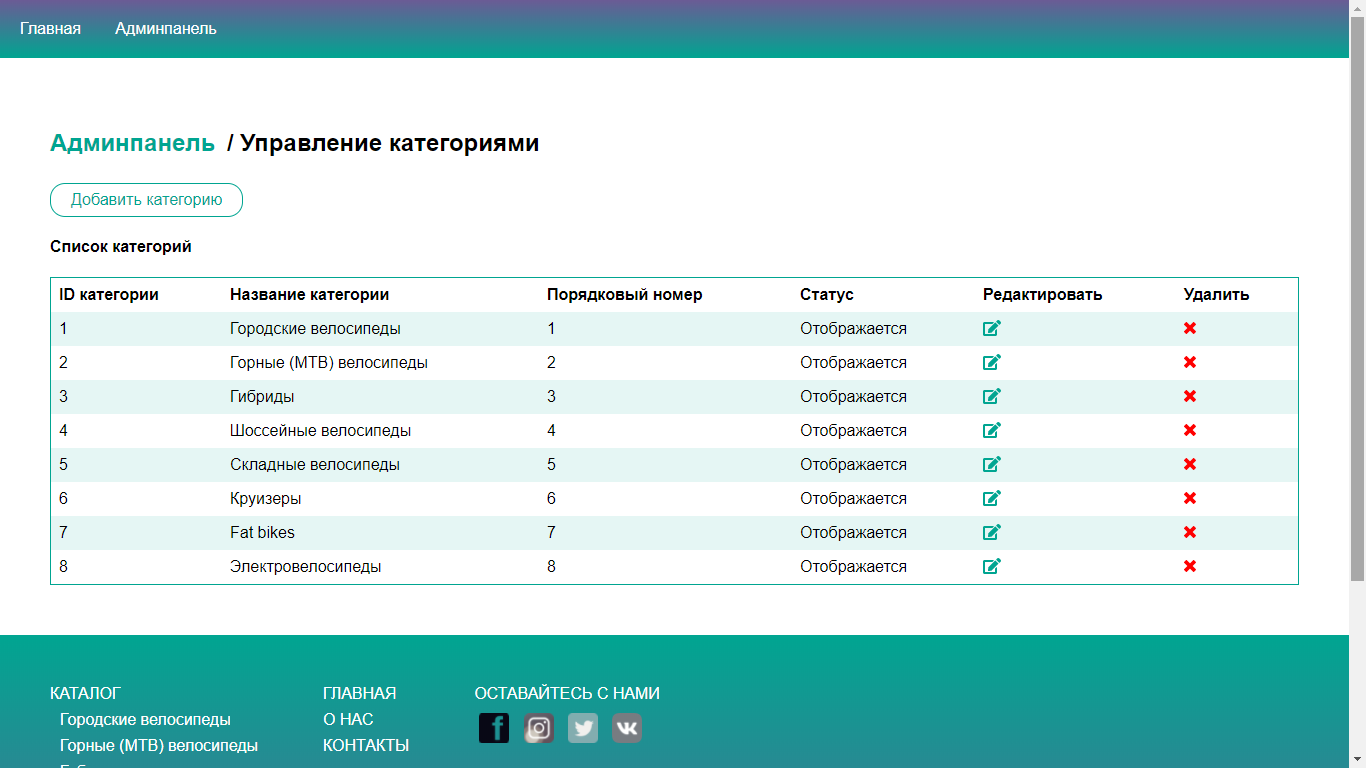 Главная Админпанель
Админпанель / Управление категориями
Добавить категорию
Список категорий
ID категории Название категории Порядковый номер Статус Редактировать Удалить
1 Городские велосипеды 1 Отображается
2 Горные (MTB) велосипеды 2 Отображается
3 Гибриды 3 Отображается
4 Шоссейные велосипеды 4 Отображается
5 Складные велосипеды 5 Отображается
6 Круизеры 6 Отображается
7 Fat bikes 7 Отображается
8 Электровелосипеды 8 Отображается
КАТАЛОГ ГЛАВНАЯ ОСТАВАЙТЕСЬ С НАМИ
Городские велосипеды О НАС
Горные (MTB) велосипеды КОНТАКТЫ